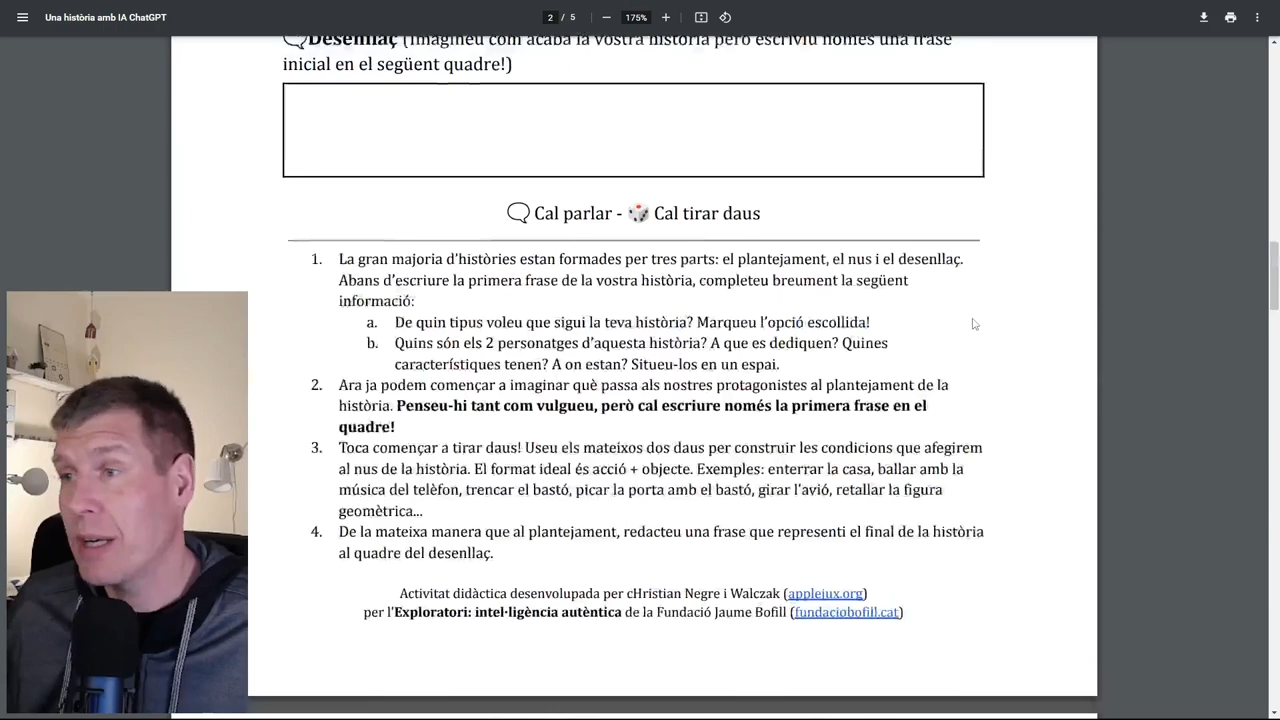 Una història amb IA ChatGPT
2 / 5
175%
Desenllaç (Imagineu com acaba la vostra història però escriviu només una frase
inicial en el següent quadre!)
Cal parlar - Cal tirar daus
1. La gran majoria d'històries estan formades per tres parts: el plantejament, el nus i el desenllaç.
Abans d'escriure la primera frase de la vostra història, completeu breument la següent
informació:
a. De quin tipus voleu que sigui la teva història? Marqueu l'opció escollida!
b. Quins són els 2 personatges d'aquesta història? A que es dediquen? Quines
característiques tenen? A on estan? Situeu-los en un espai.
2. Ara ja podem començar a imaginar què passa als nostres protagonistes al plantejament de la
història. Penseu-hi tant com vulgueu, però cal escriure només la primera frase en el
quadre!
3. Toca començar a tirar daus! Useu els mateixos dos daus per construir les condicions que afegirem
al nus de la història. El format ideal és acció + objecte. Exemples: enterrar la casa, ballar amb la
música del telèfon, trencar el bastó, picar la porta amb el bastó, girar l'avió, retallar la figura
geomètrica...
4. De la mateixa manera que al plantejament, redacteu una frase que representi el final de la història
al quadre del desenllaç.
Activitat didàctica desenvolupada per cHristian Negre i Walczak (applejux.org)
per l'Exploratori: intel·ligència autèntica de la Fundació Jaume Bofill (fundaciobofill.cat)